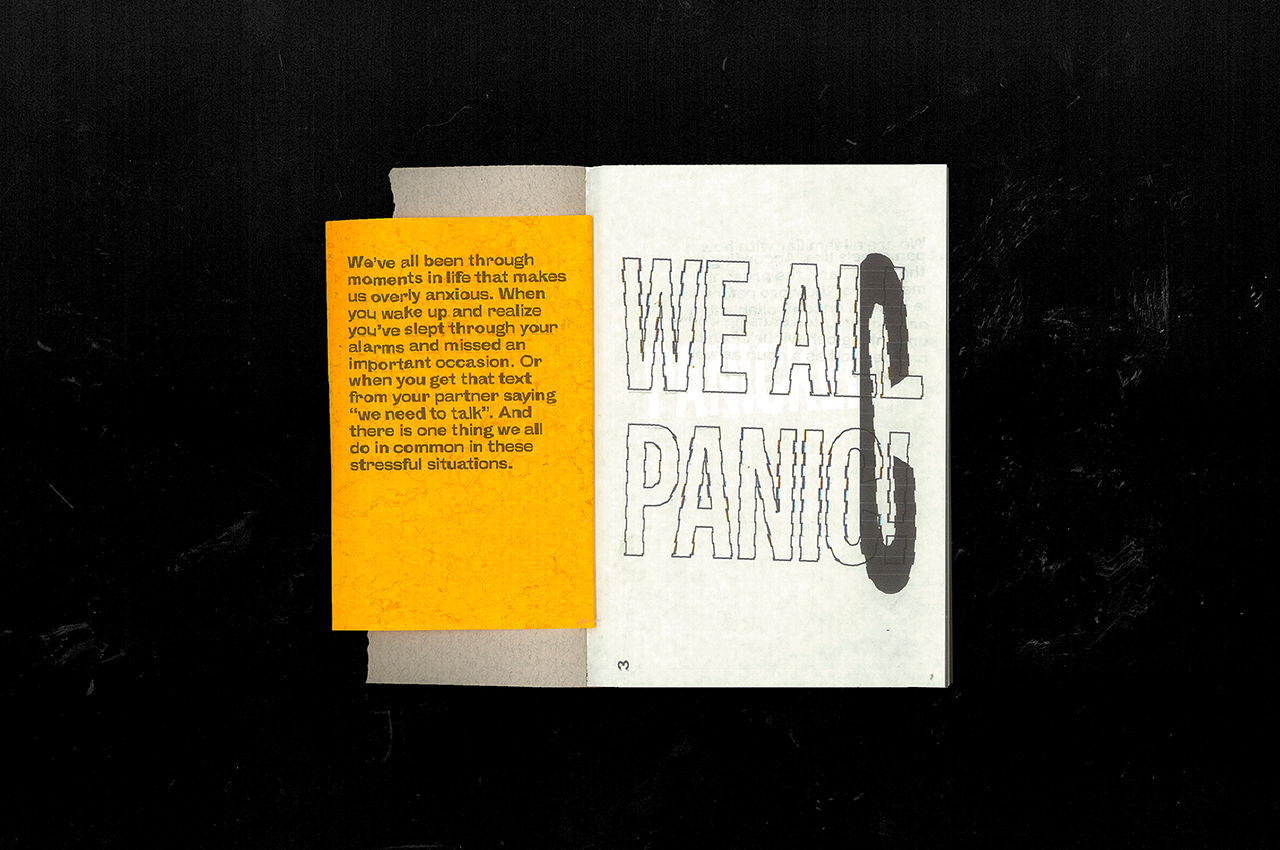 We've all been through
moments in life that makes
us overly anxious. When
you wake up and realize
you've slept through your
alarms and missed an
important occasion. Or
when you get that text
from your partner saying
“we need to talk”. And
there is one thing we all
do in common in these
stressful situations.
WE ALL
PANIC!
3